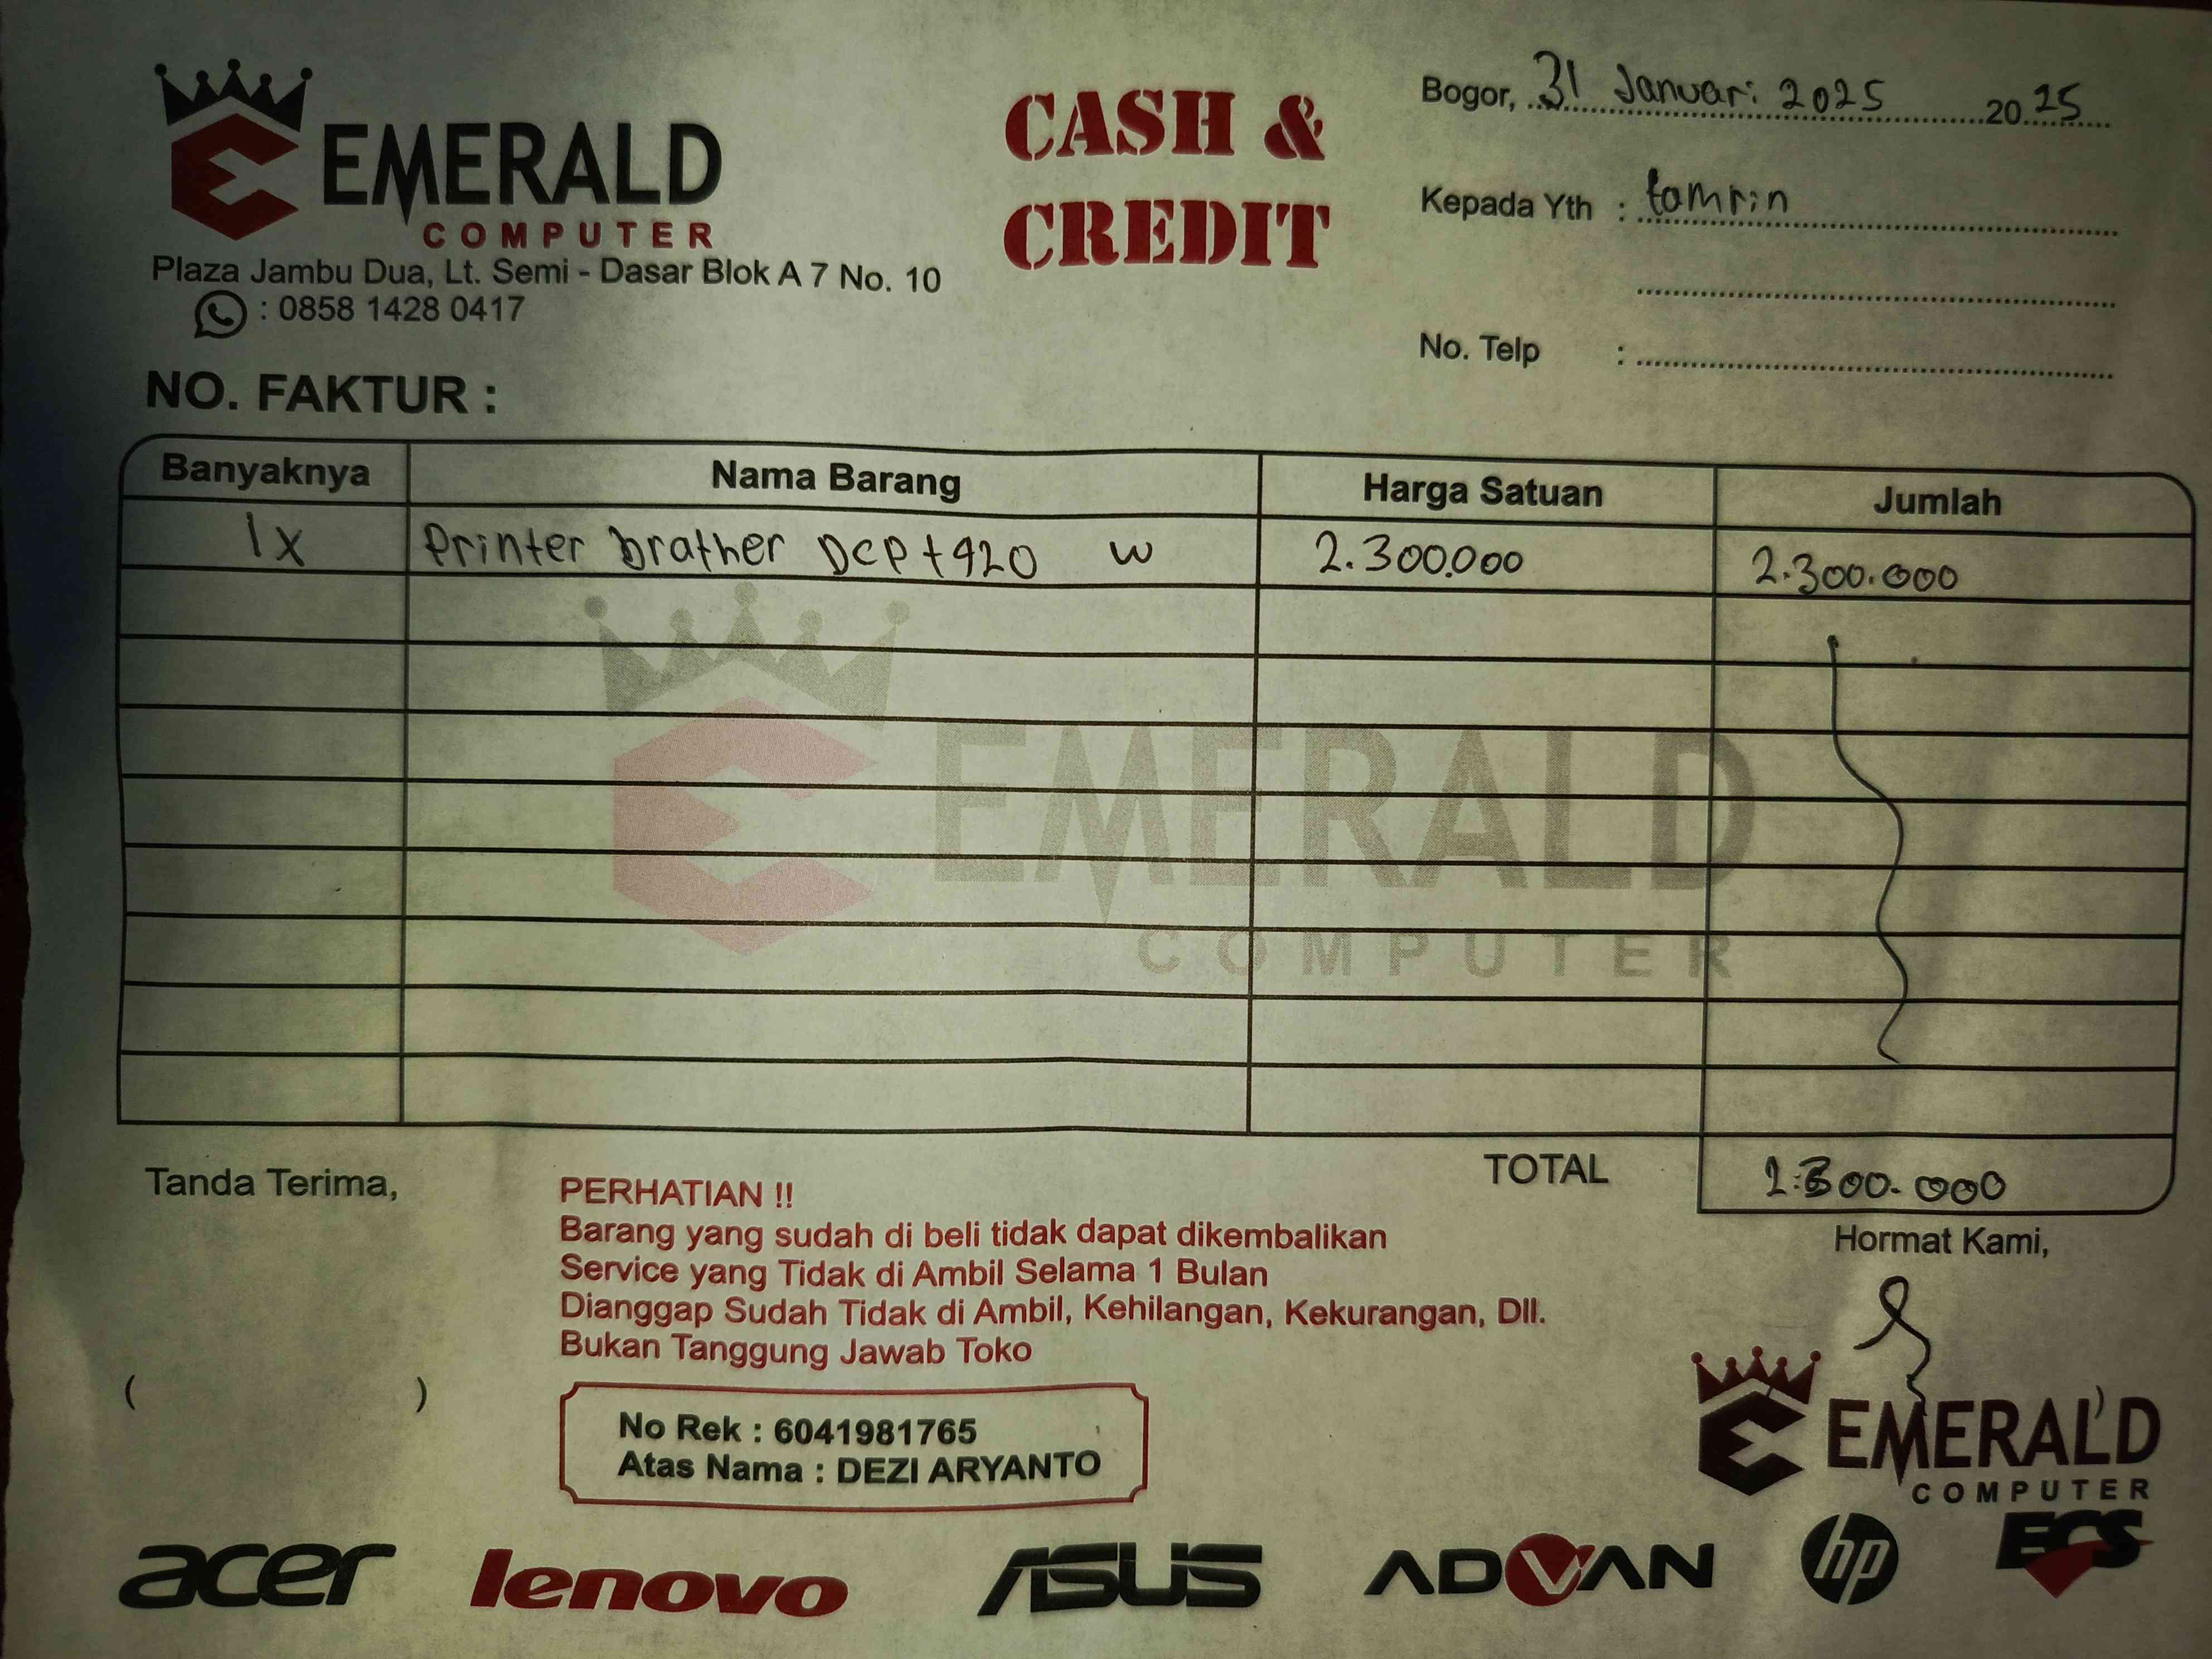 EMERALD
COMPUTER
Plaza Jambu Dua, Lt. Semi - Dasar Blok A 7 No. 10
: 0858 1428 0417
NO. FAKTUR :
CASH &
CREDIT
Bogor, 31 Januari 2025 2025
Kepada Yth : tamrin
No. Telp :
Banyaknya Nama Barang Harga Satuan Jumlah
1x Printer brather DCP t920 w 2.300.000 2.300.000
EMERALD
COMPUTER
TOTAL 2.300.000
Tanda Terima,
( )
PERHATIAN !!
Barang yang sudah di beli tidak dapat dikembalikan
Service yang Tidak di Ambil Selama 1 Bulan
Dianggap Sudah Tidak di Ambil, Kehilangan, Kekurangan, Dll.
Bukan Tanggung Jawab Toko
No Rek : 6041981765
Atas Nama : DEZI ARYANTO
Hormat Kami,
EMERALD
COMPUTER
acer lenovo ASUS ADVAN hp ECS